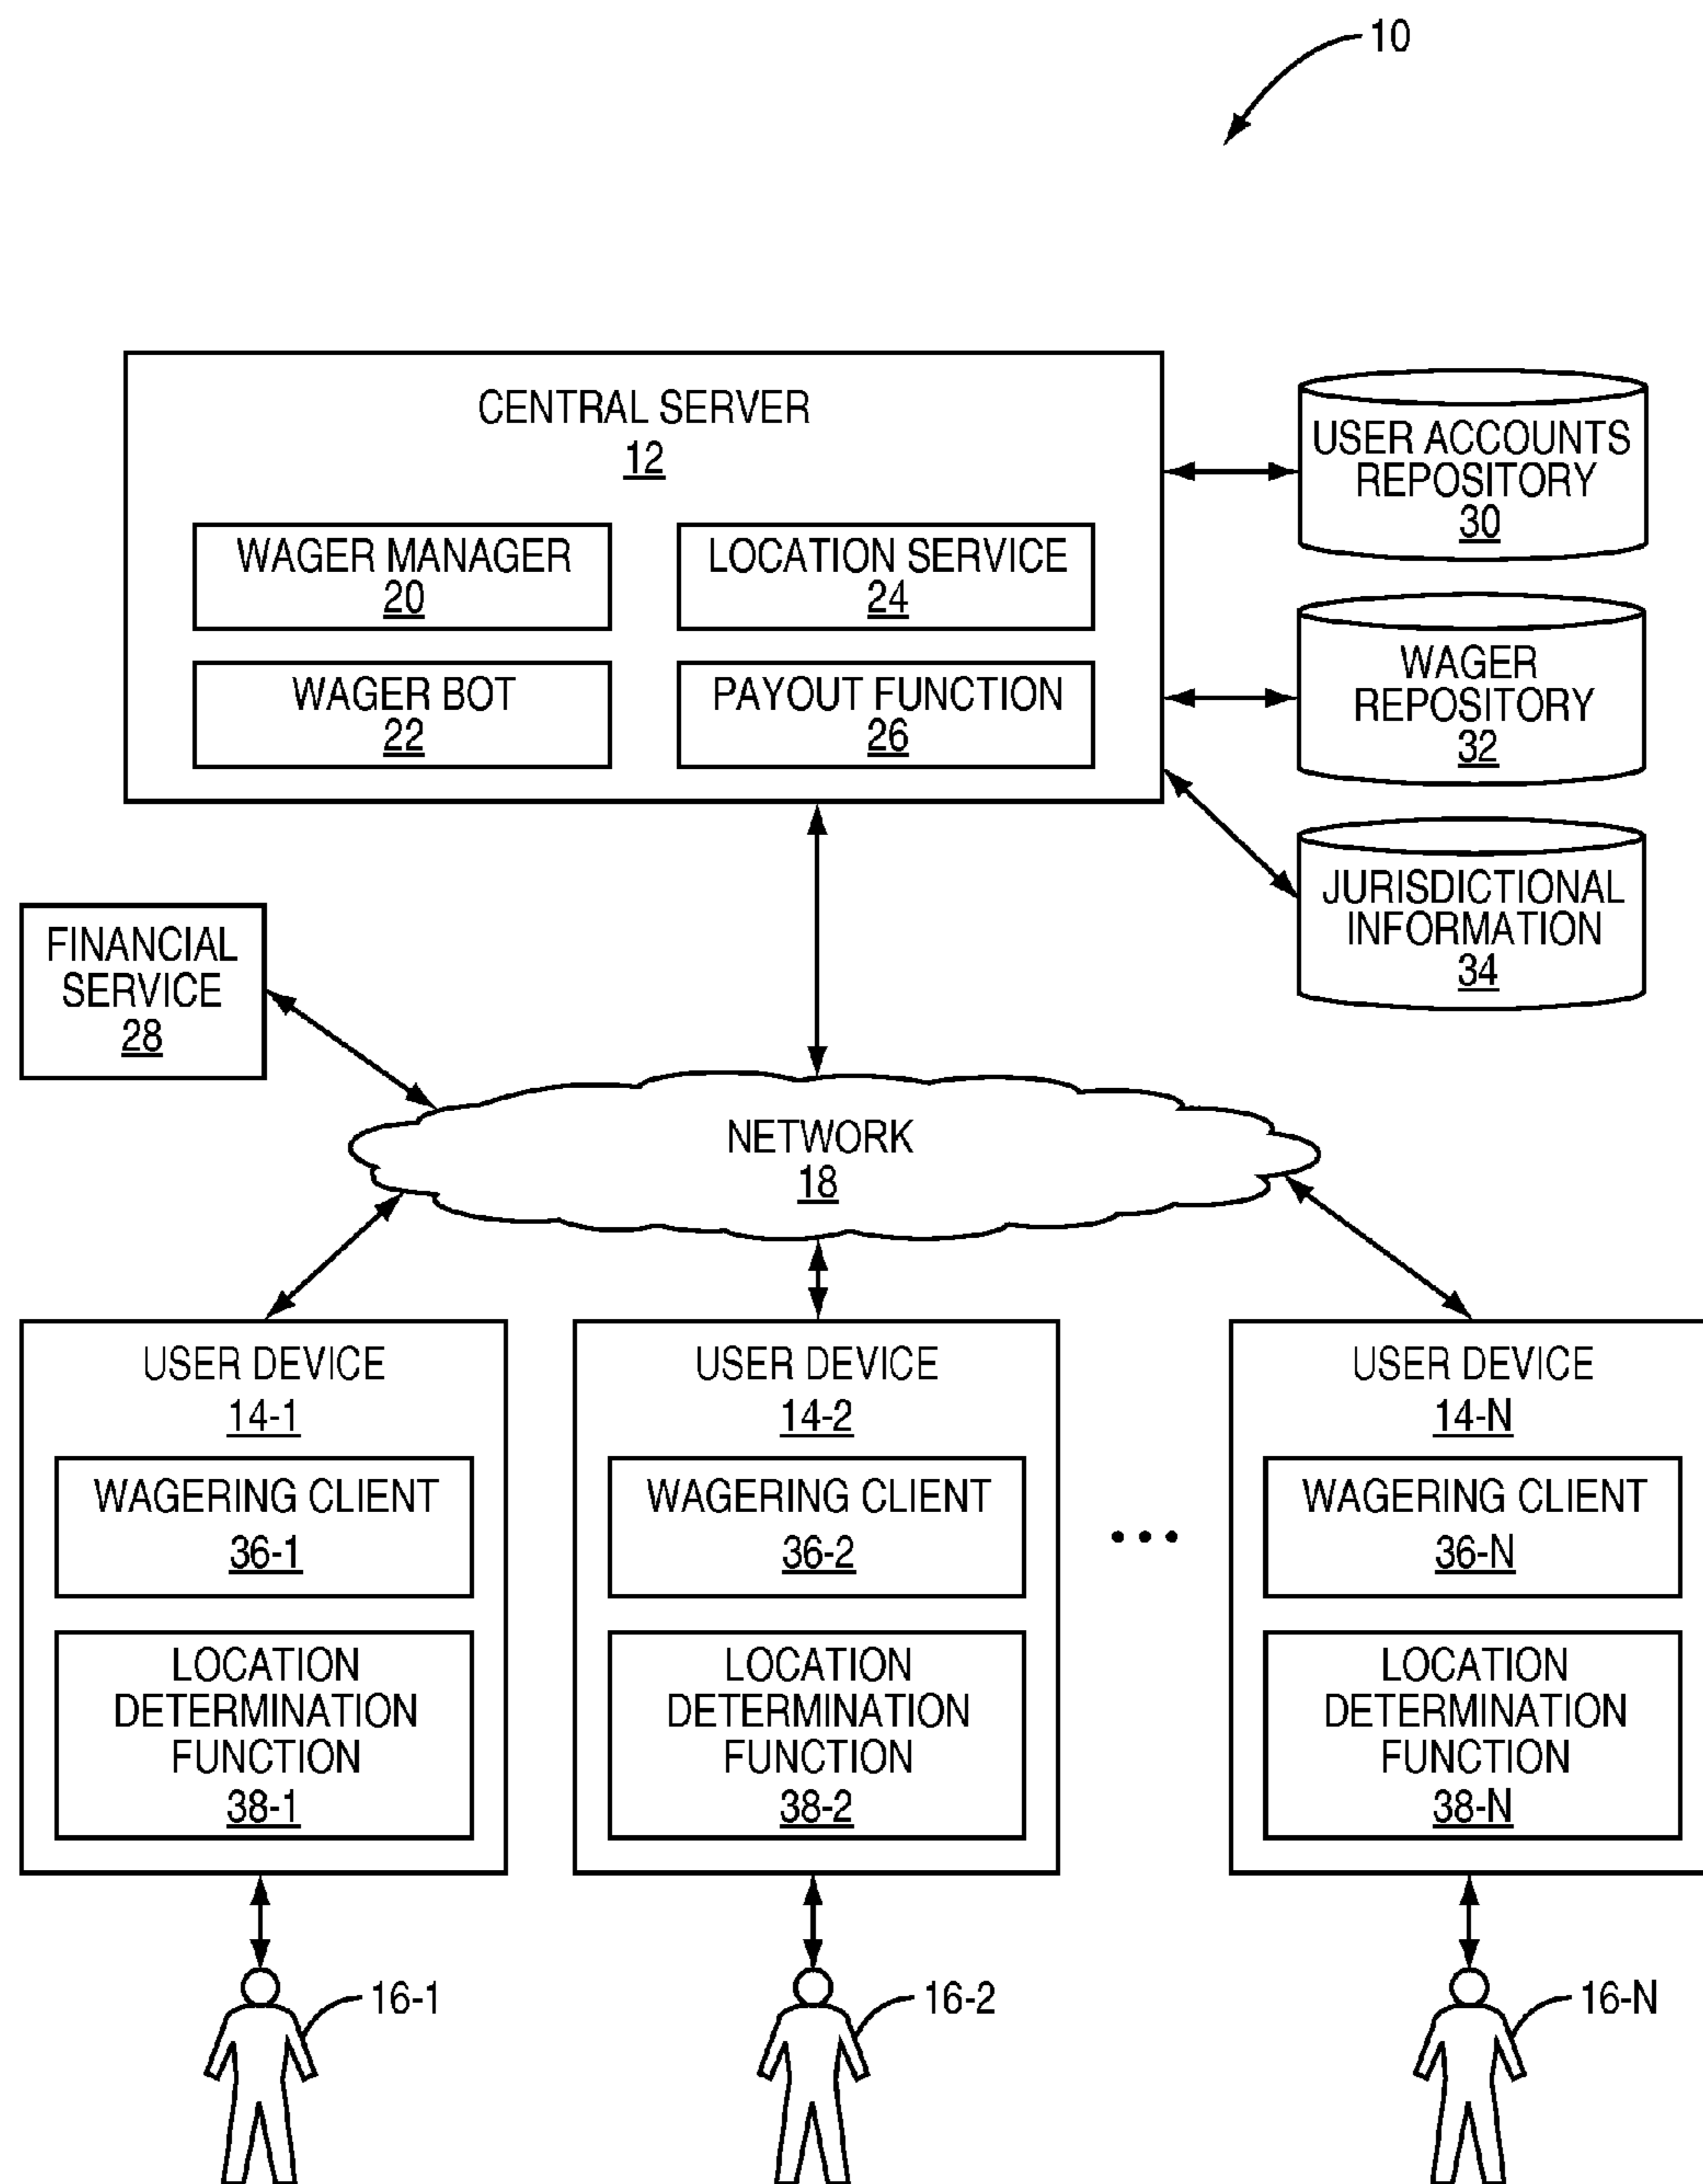 10
CENTRAL SERVER
12
WAGER MANAGER
20
LOCATION SERVICE
24
WAGER BOT
22
PAYOUT FUNCTION
26
USER ACCOUNTS
REPOSITORY
30
WAGER
REPOSITORY
32
JURISDICTIONAL
INFORMATION
34
FINANCIAL
SERVICE
28
NETWORK
18
USER DEVICE
14-1
WAGERING CLIENT
36-1
LOCATION
DETERMINATION
FUNCTION
38-1
USER DEVICE
14-2
WAGERING CLIENT
36-2
LOCATION
DETERMINATION
FUNCTION
38-2
• • •
USER DEVICE
14-N
WAGERING CLIENT
36-N
LOCATION
DETERMINATION
FUNCTION
38-N
16-1
16-2
16-N